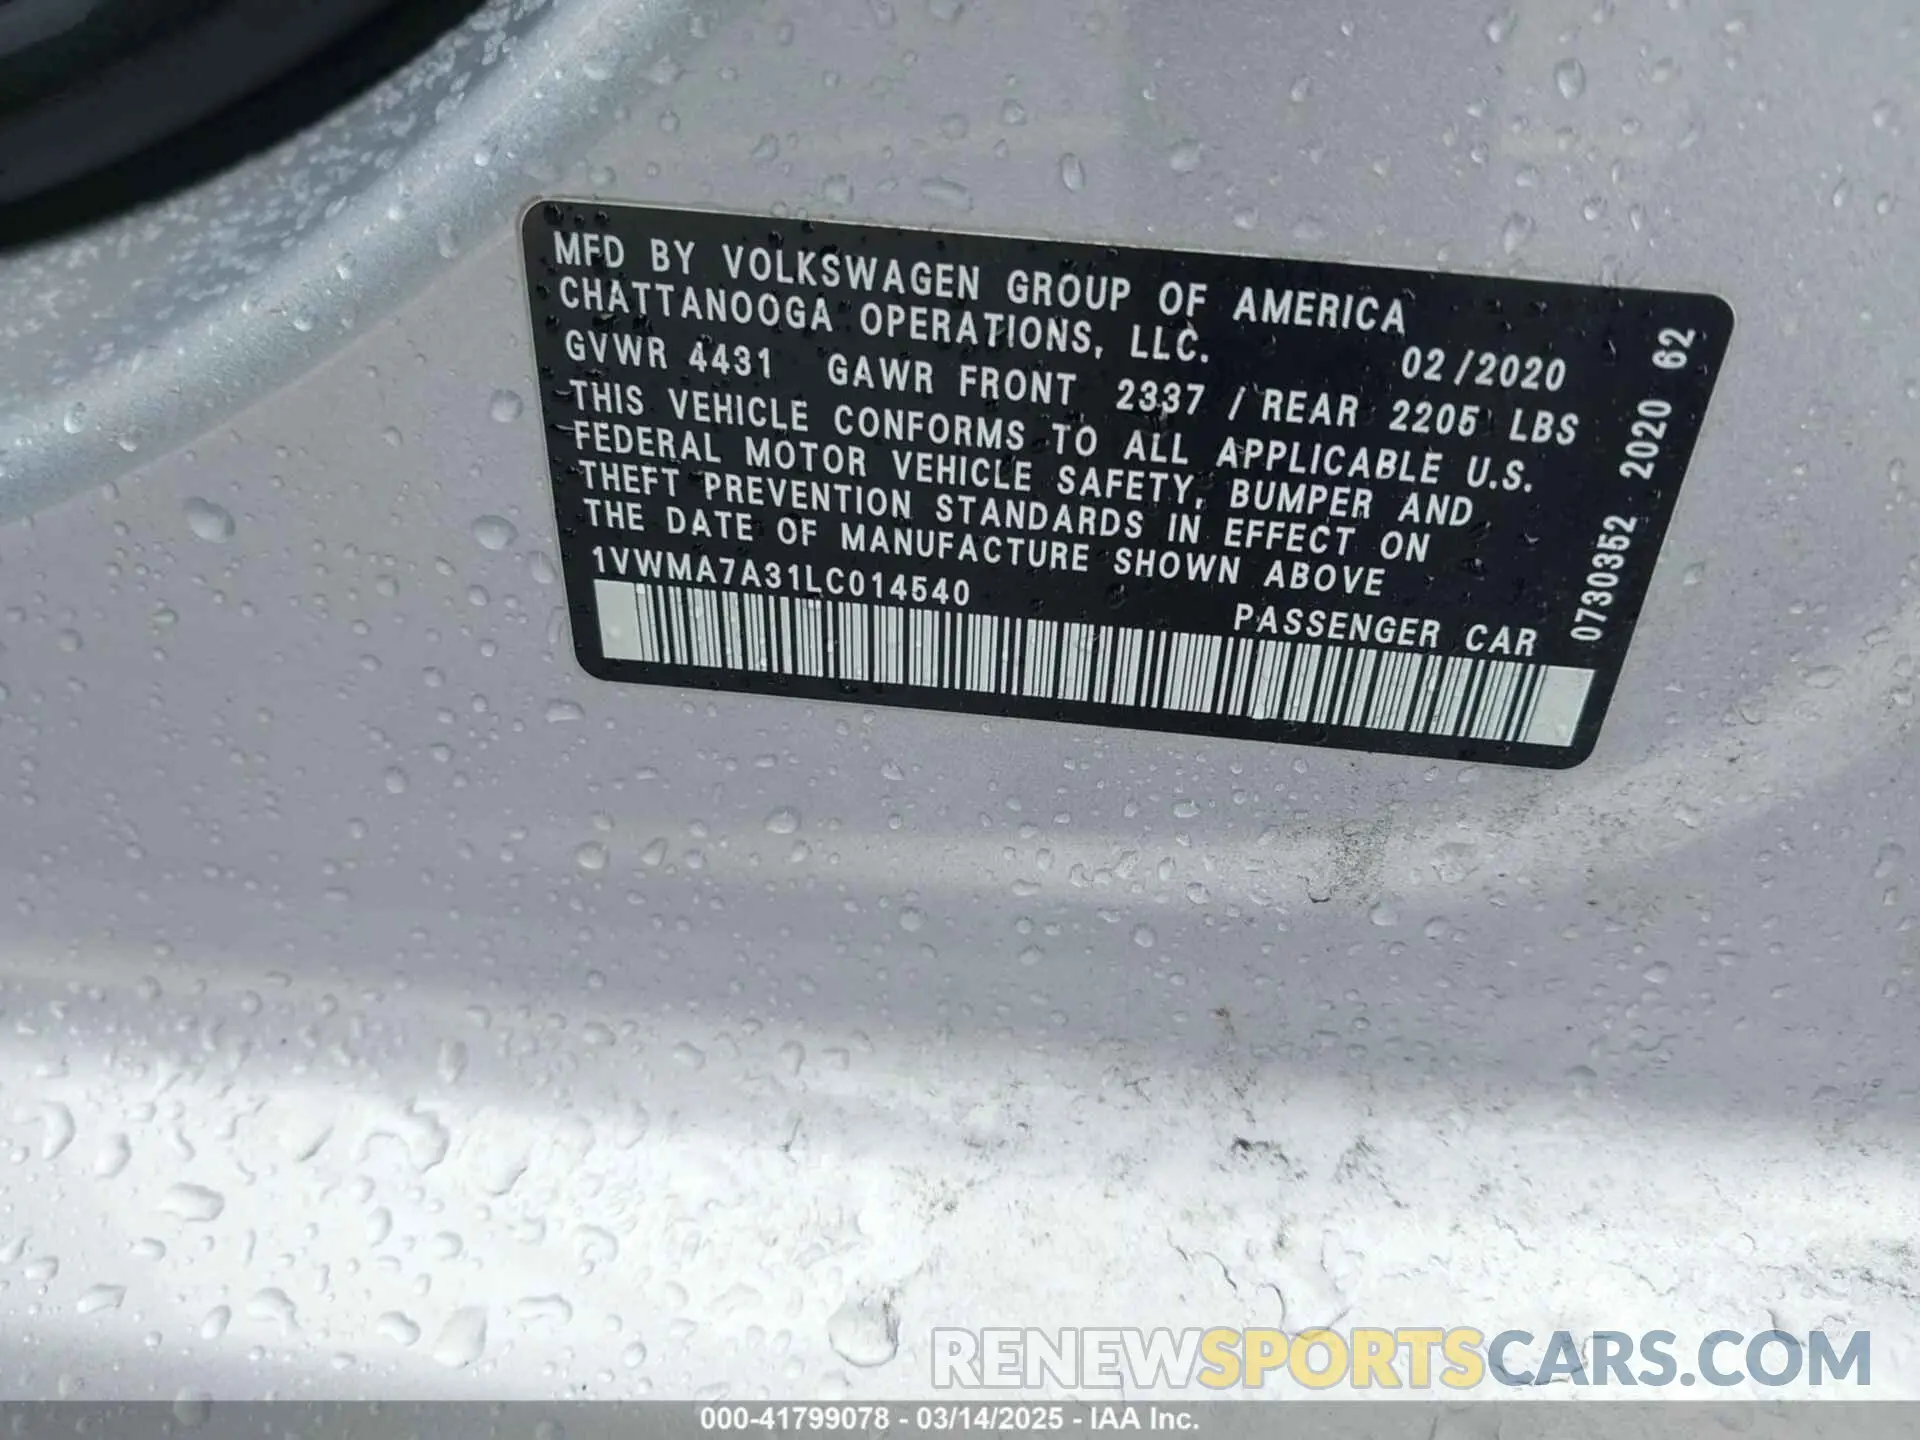 MFD BY VOLKSWAGEN GROUP OF AMERICA
CHATTANOOGA OPERATIONS, LLC. 02/2020
GVWR 4431 GAWR FRONT 2337 / REAR 2205 LBS
THIS VEHICLE CONFORMS TO ALL APPLICABLE U.S.
FEDERAL MOTOR VEHICLE SAFETY, BUMPER AND
THEFT PREVENTION STANDARDS IN EFFECT ON
THE DATE OF MANUFACTURE SHOWN ABOVE
1VWMA7A31LC014540 PASSENGER CAR
0730352 2020 62
RENEWSPORTSCARS.COM
000-41799078 - 03/14/2025 - IAA Inc.